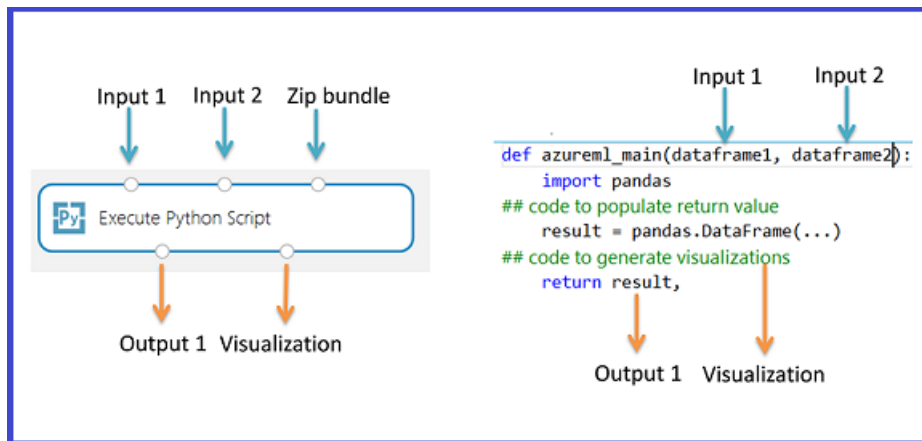 Input 1 Input 2 Zip bundle
Py Execute Python Script
Output 1 Visualization
Input 1 Input 2
def azureml_main(dataframe1, dataframe2):
import pandas
## code to populate return value
result = pandas.DataFrame(...)
## code to generate visualizations
return result,
Output 1 Visualization